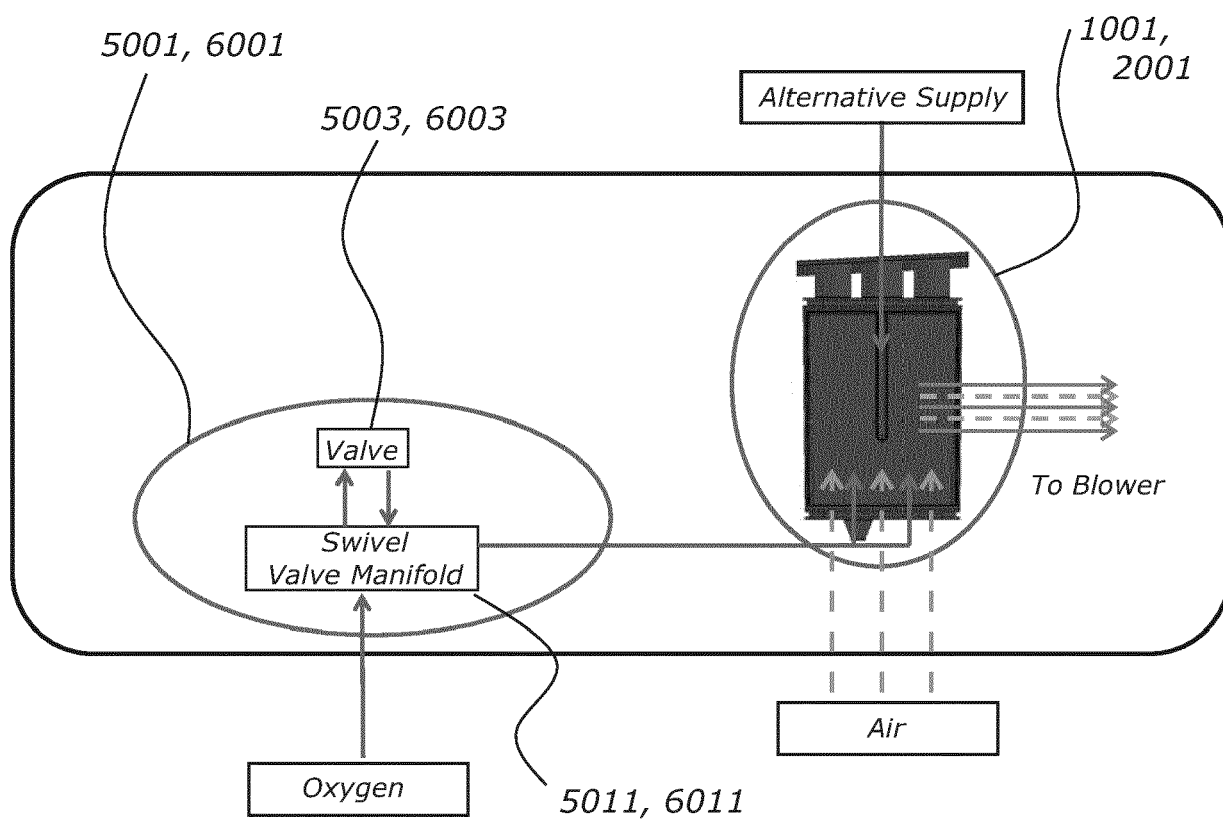 5001, 6001
1001,
2001
Alternative Supply
5003, 6003
Valve
To Blower
Swivel
Valve Manifold
Air
Oxygen
5011, 6011